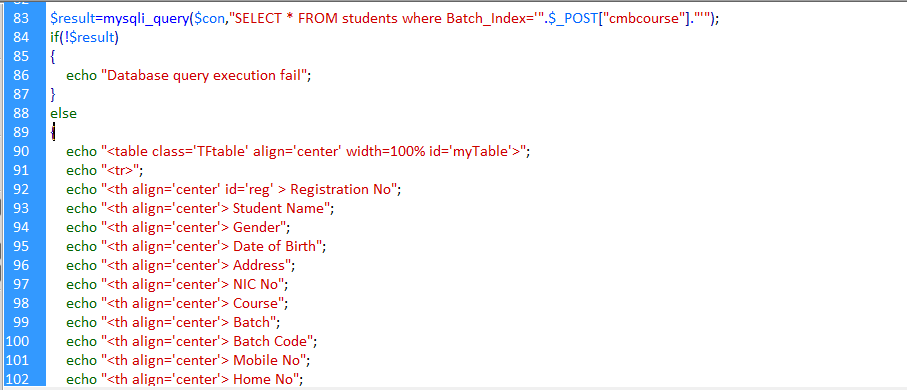 82
83 $result=mysqli_query($con,"SELECT * FROM students where Batch_Index='".$_POST["cmbcourse"]."'");
84 if(!$result)
85 {
86 echo "Database query execution fail";
87 }
88 else
89 {
90 echo "<table class='TFtable' align='center' width=100% id='myTable'>";
91 echo "<tr>";
92 echo "<th align='center' id='reg' > Registration No";
93 echo "<th align='center'> Student Name";
94 echo "<th align='center'> Gender";
95 echo "<th align='center'> Date of Birth";
96 echo "<th align='center'> Address";
97 echo "<th align='center'> NIC No";
98 echo "<th align='center'> Course";
99 echo "<th align='center'> Batch";
100 echo "<th align='center'> Batch Code";
101 echo "<th align='center'> Mobile No";
102 echo "<th align='center'> Home No";